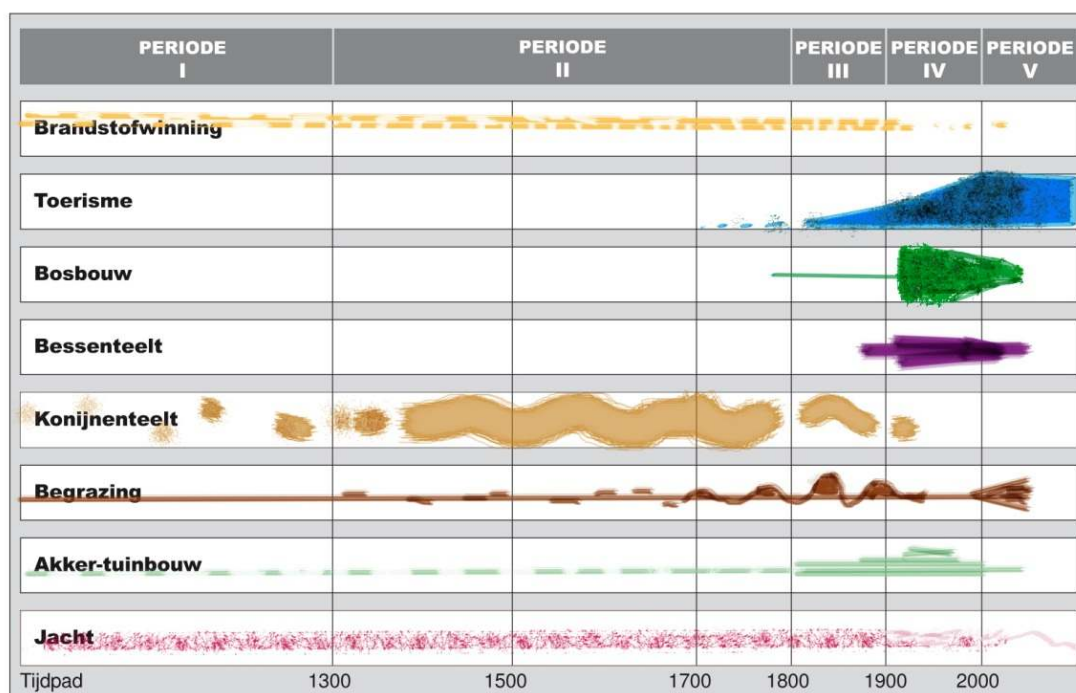 PERIODE I
PERIODE II
PERIODE III
PERIODE IV
PERIODE V
Brandstofwinning
Toerisme
Bosbouw
Bessenteelt
Konijnenteelt
Begrazing
Akker-tuinbouw
Jacht
Tijdpad 1300 1500 1700 1800 1900 2000